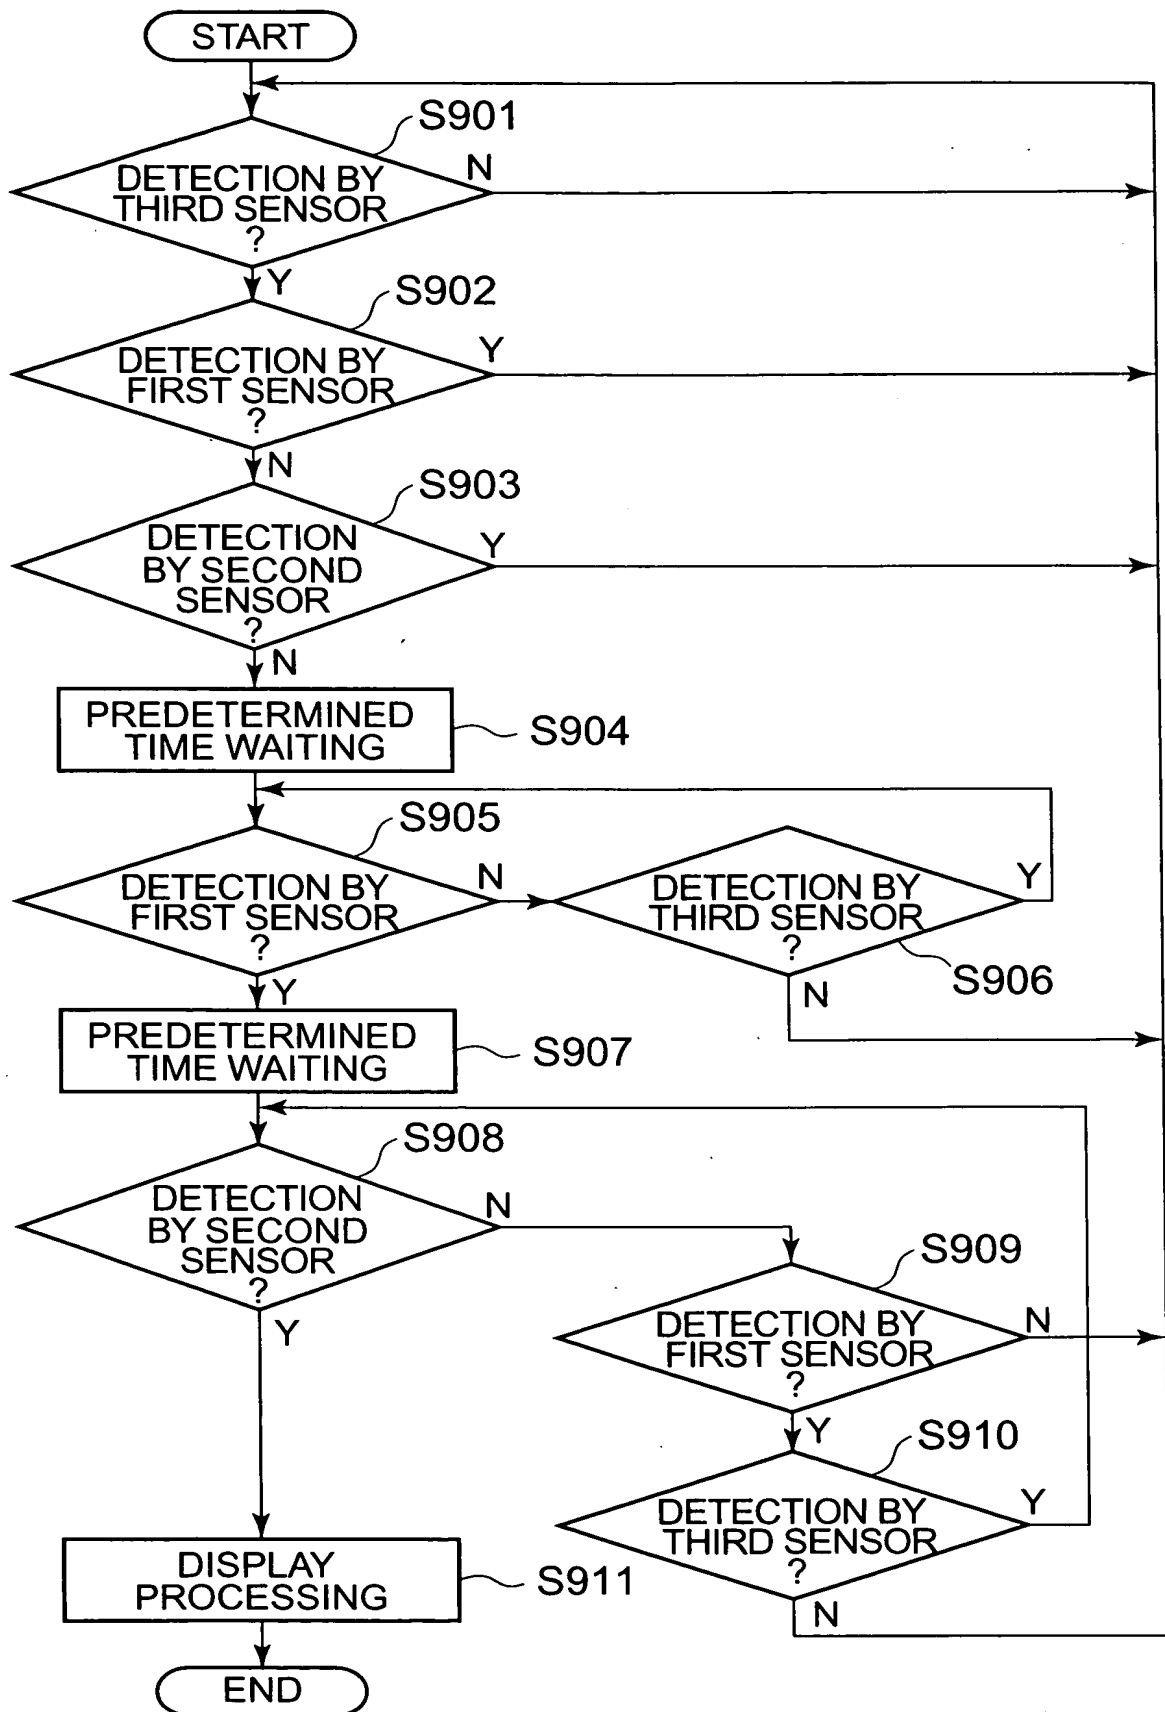 START
S901
DETECTION BY
THIRD SENSOR
?
N
Y
S902
DETECTION BY
FIRST SENSOR
?
Y
N
S903
DETECTION
BY SECOND
SENSOR
?
Y
N
PREDETERMINED
TIME WAITING
S904
S905
DETECTION BY
FIRST SENSOR
?
N
Y
DETECTION BY
THIRD SENSOR
?
Y
S906
N
PREDETERMINED
TIME WAITING
S907
S908
DETECTION
BY SECOND
SENSOR
?
N
Y
S909
DETECTION BY
FIRST SENSOR
?
N
Y
S910
DETECTION BY
THIRD SENSOR
?
Y
N
DISPLAY
PROCESSING
S911
END